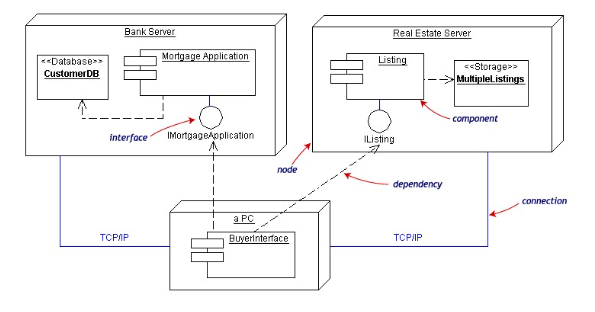 Bank Server
<<Database>>
CustomerDB
Mortgage Application
interface
IMortgageApplication
Real Estate Server
Listing
<<Storage>>
MultipleListings
component
IListing
node
dependency
connection
a PC
BuyerInterface
TCP/IP
TCP/IP